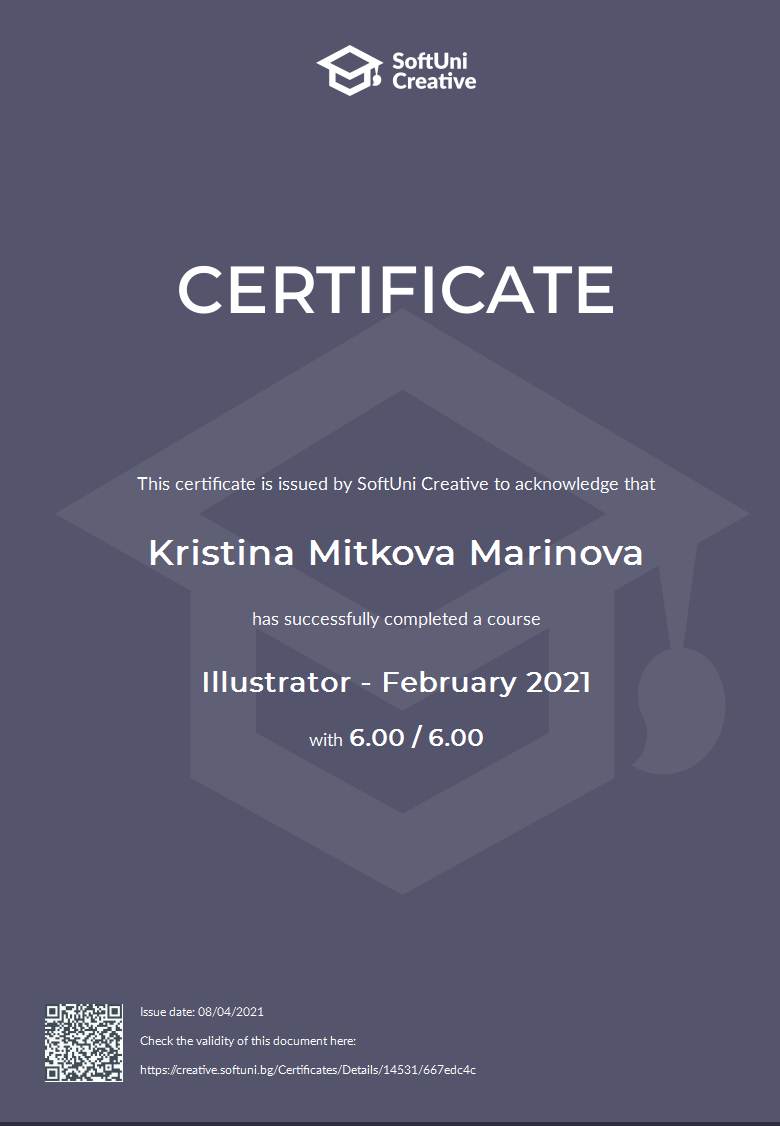 SoftUni
Creative
CERTIFICATE
This certificate is issued by SoftUni Creative to acknowledge that
Kristina Mitkova Marinova
has successfully completed a course
Illustrator - February 2021
with 6.00 / 6.00
Issue date: 08/04/2021
Check the validity of this document here:
https://creative.softuni.bg/Certificates/Details/14531/667edc4c